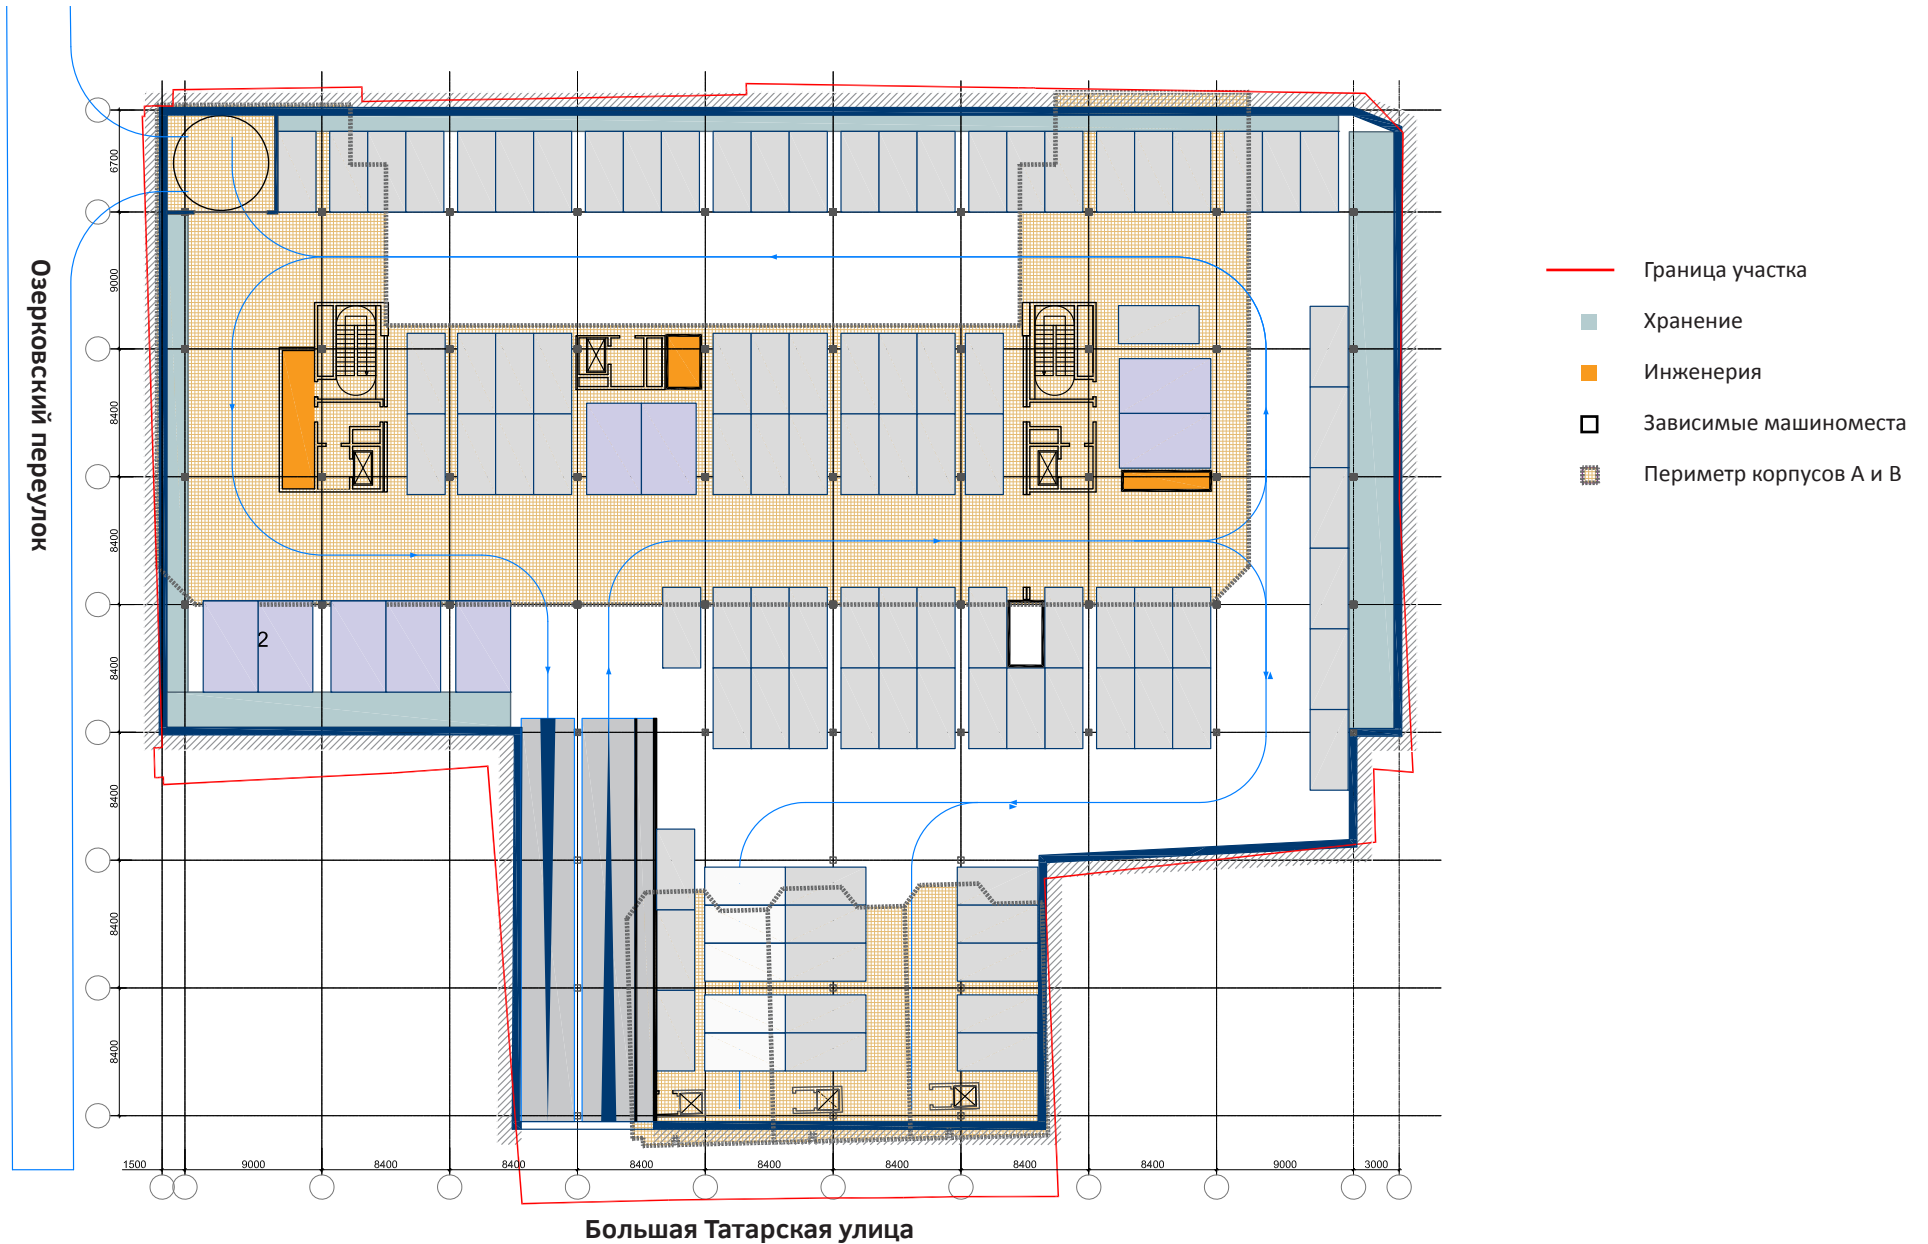 Озерковский переулок
6700
9000
8400
8400
8400
8400
8400
8400
2
1500
9000
8400
8400
8400
8400
8400
8400
8400
9000
3000
Большая Татарская улица
Граница участка
Хранение
Инженерия
Зависимые машиноместа
Периметр корпусов А и В